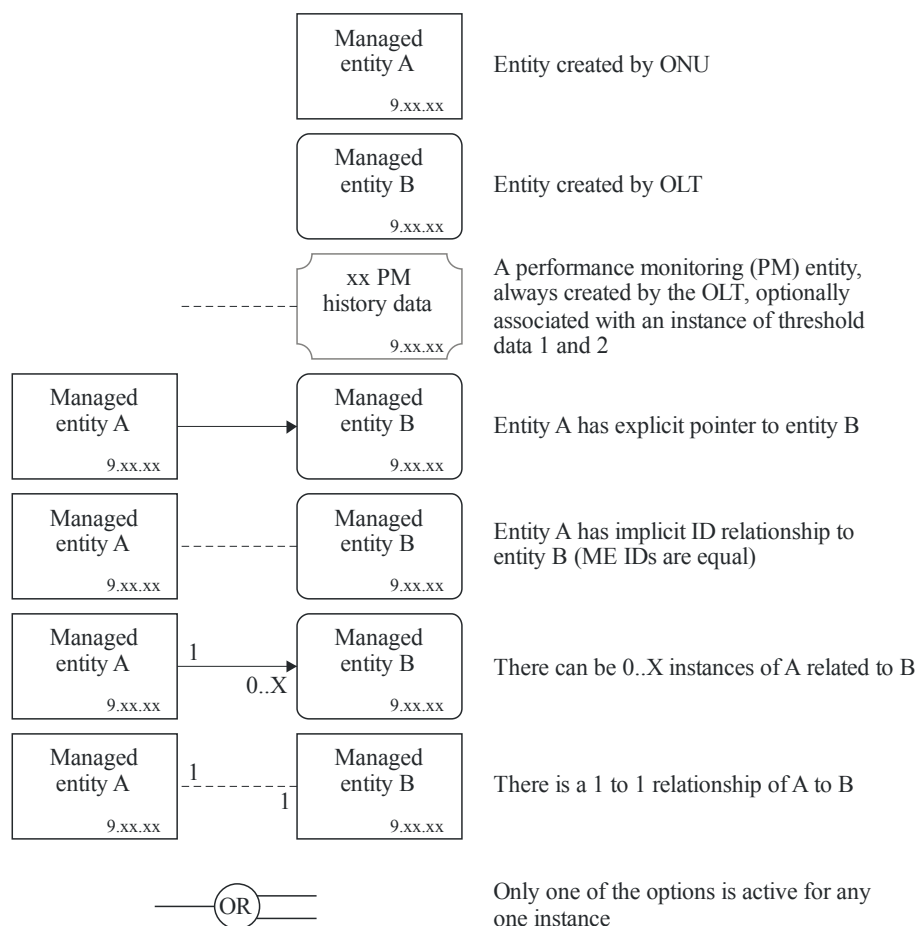 Managed
entity A
9.xx.xx
Entity created by ONU
Managed
entity B
9.xx.xx
Entity created by OLT
xx PM
history data
9.xx.xx
A performance monitoring (PM) entity,
always created by the OLT, optionally
associated with an instance of threshold
data 1 and 2
Managed
entity A
9.xx.xx
Managed
entity B
9.xx.xx
Entity A has explicit pointer to entity B
Managed
entity A
9.xx.xx
Managed
entity B
9.xx.xx
Entity A has implicit ID relationship to
entity B (ME IDs are equal)
Managed
entity A
9.xx.xx
1
0..X
Managed
entity B
9.xx.xx
There can be 0..X instances of A related to B
Managed
entity A
9.xx.xx
1
1
Managed
entity B
9.xx.xx
There is a 1 to 1 relationship of A to B
OR
Only one of the options is active for any
one instance